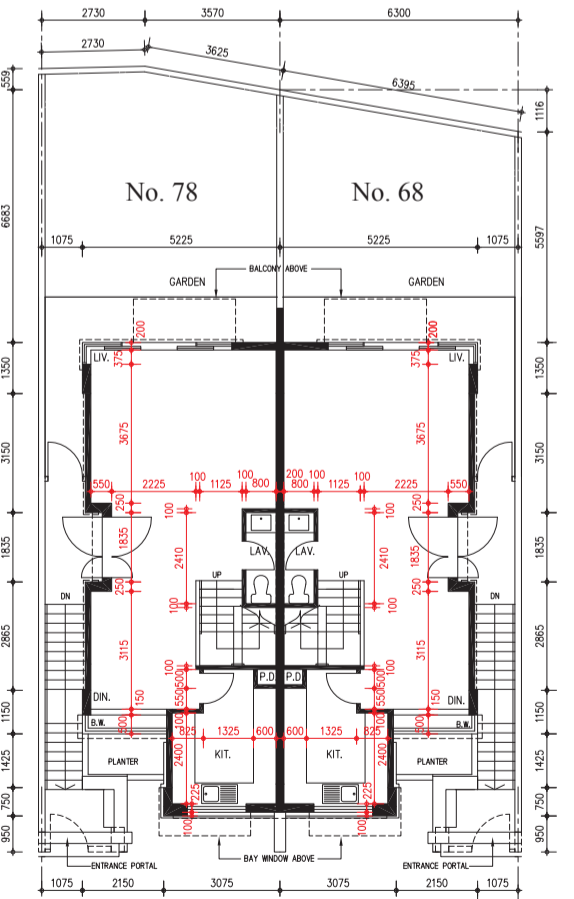 2730 3570 6300
2730 3625 6395
559 1116
No. 78 No. 68
6683 5597
1075 5225 5225 1075
BALCONY ABOVE
GARDEN GARDEN
200 200
LIV. 375 375 LIV.
1350 1350
3675 3675
3150 3150
100 100 200 100 100
550 2225 1125 800 800 1125 2225 550
250 100 100 250
1835 1835 2410 LAV. LAV. 2410 1835 1835
250 UP UP 250
DN 100 100 DN
2865 3115 3115 2865
100 100
500 P.D. P.D. 500
DIN. 150 550 550 150 DIN.
1150 1150
B.W. 500 100 100 500 B.W.
825 1325 600 600 1325 825
1425 PLANTER 2400 KIT. KIT. 2400 PLANTER 1425
750 225 225 750
100 100
950 950
ENTRANCE PORTAL BAY WINDOW ABOVE ENTRANCE PORTAL
1075 2150 3075 3075 2150 1075